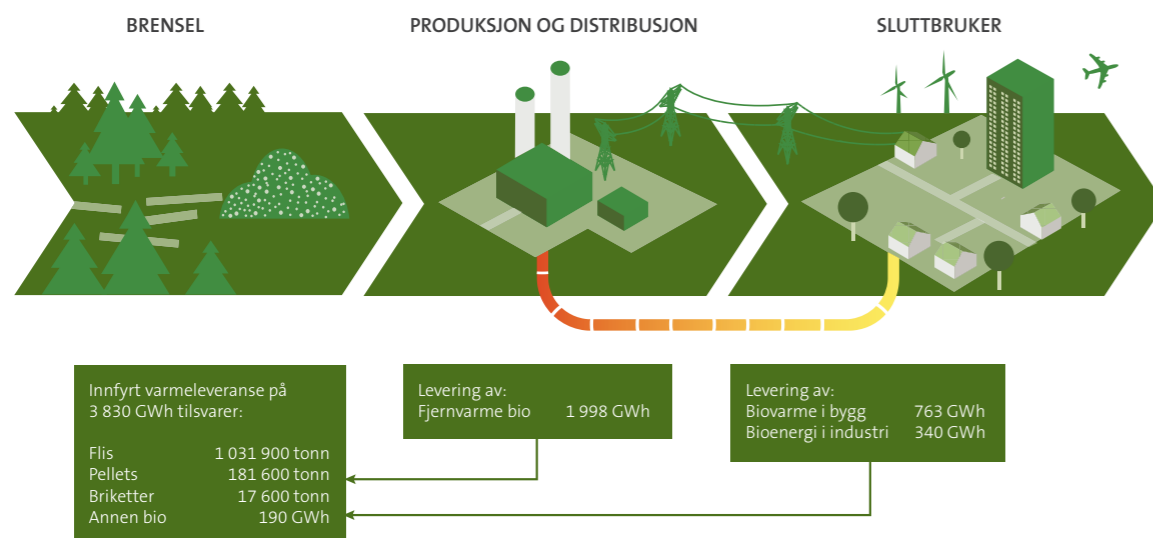 BRENSEL
PRODUKSJON OG DISTRIBUSJON
SLUTTBRUKER
Innfyrt varmeleveranse på
3 830 GWh tilsvarer:
Flis 1 031 900 tonn
Pellets 181 600 tonn
Briketter 17 600 tonn
Annen bio 190 GWh
Levering av:
Fjernvarme bio 1 998 GWh
Levering av:
Biovarme i bygg 763 GWh
Bioenergi i industri 340 GWh